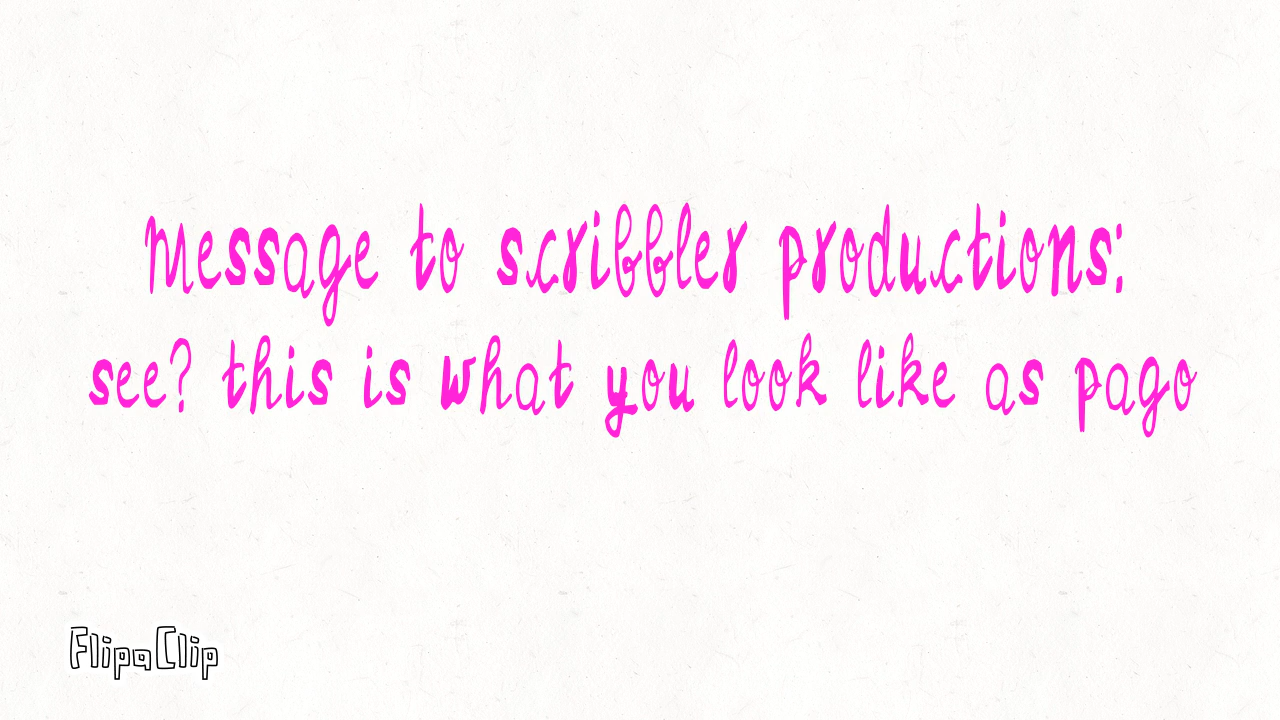 Message to scribbler productions:
see? this is what you look like as pago
FlipaClip